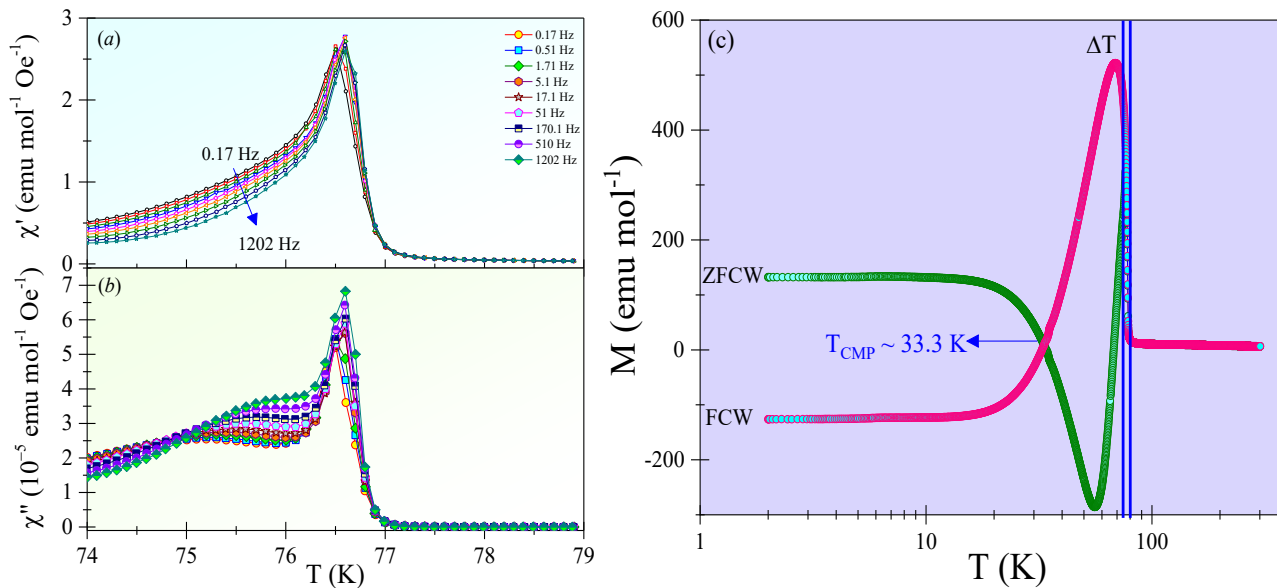 (a)
3
2
1
0
χ' (emu mol⁻¹ Oe⁻¹)
0.17 Hz
1202 Hz
0.17 Hz
0.51 Hz
1.71 Hz
5.1 Hz
17.1 Hz
51 Hz
170.1 Hz
510 Hz
1202 Hz
(b)
7
6
5
4
3
2
1
0
χ'' (10⁻⁵ emu mol⁻¹ Oe⁻¹)
74 75 76 77 78 79
T (K)
(c)
600
400
200
0
-200
M (emu mol⁻¹)
ΔT
ZFCW
T_CMP ~ 33.3 K
FCW
1 10 100
T (K)